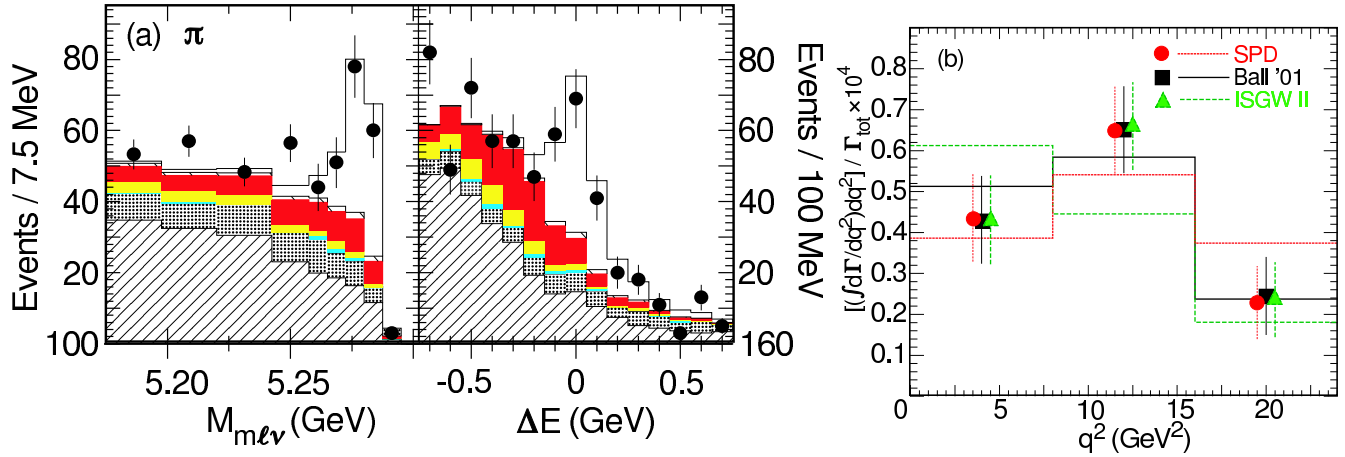 (a) π
Events / 7.5 MeV
80
60
40
20
100
5.20
5.25
M_mℓν (GeV)
-0.5
0
0.5
ΔE (GeV)
80
60
40
20
160
Events / 100 MeV
(b)
SPD
Ball '01
ISGW II
[(∫dΓ/dq²)dq²] / Γ_tot ×10⁴
0.8
0.7
0.6
0.5
0.4
0.3
0.2
0.1
0
5
10
15
20
q² (GeV²)